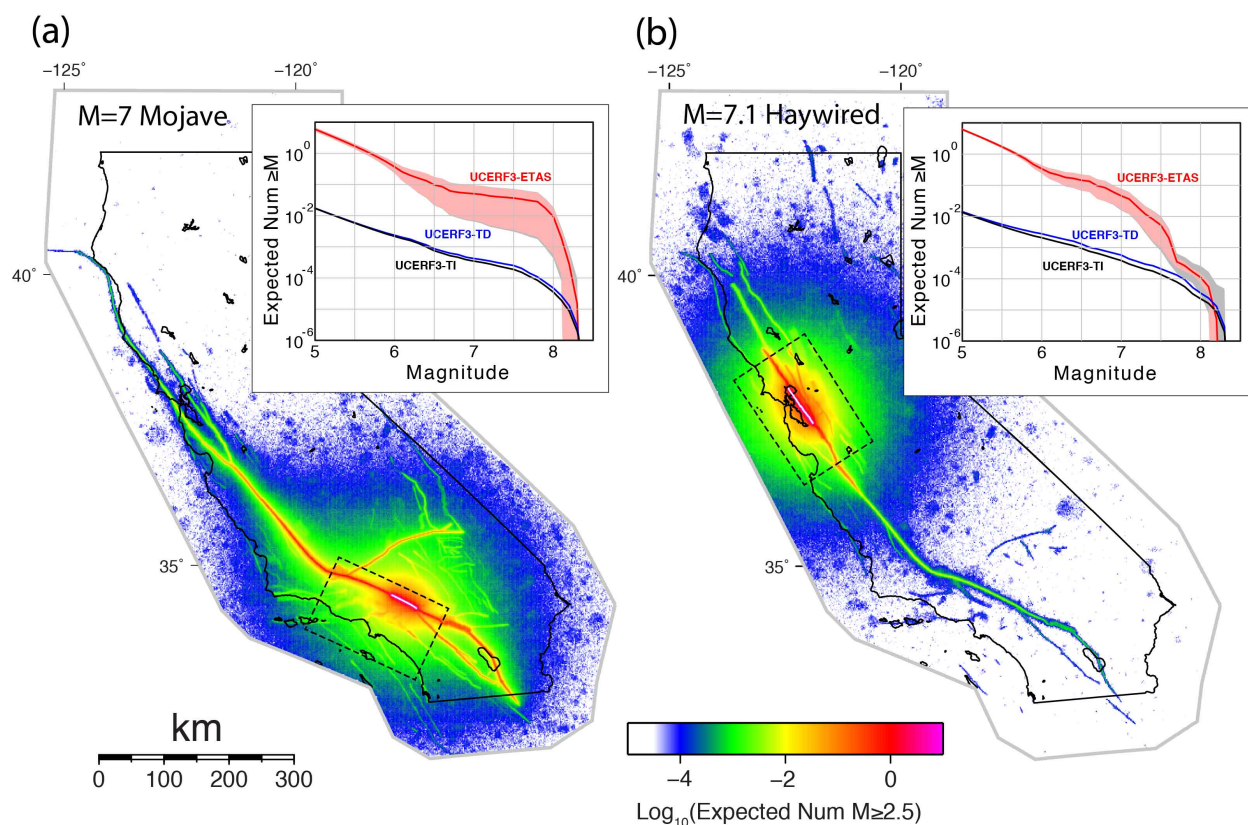 (a)
−125°
−120°
M=7 Mojave
Expected Num ≥M
10⁰
10⁻²
10⁻⁴
10⁻⁶
UCERF3-ETAS
UCERF3-TD
UCERF3-TI
5
6
7
8
Magnitude
40°
35°
km
0
100
200
300
(b)
−125°
−120°
M=7.1 Haywired
Expected Num ≥M
10⁰
10⁻²
10⁻⁴
10⁻⁶
UCERF3-ETAS
UCERF3-TD
UCERF3-TI
5
6
7
8
Magnitude
40°
35°
−4
−2
0
Log₁₀(Expected Num M≥2.5)